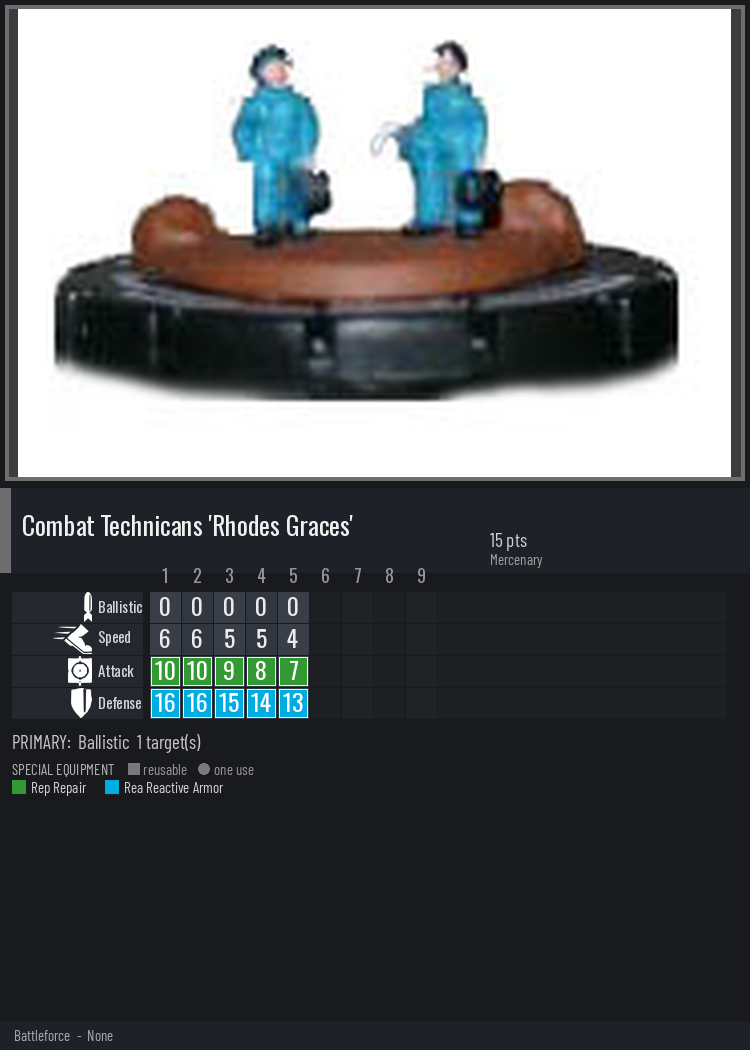 Combat Technicans 'Rhodes Graces'
15 pts
Mercenary
1 2 3 4 5 6 7 8 9
Ballistic 0 0 0 0 0
Speed 6 6 5 5 4
Attack 10 10 9 8 7
Defense 16 16 15 14 13
PRIMARY: Ballistic 1 target(s)
SPECIAL EQUIPMENT reusable one use
Rep Repair Rea Reactive Armor
Battleforce - None